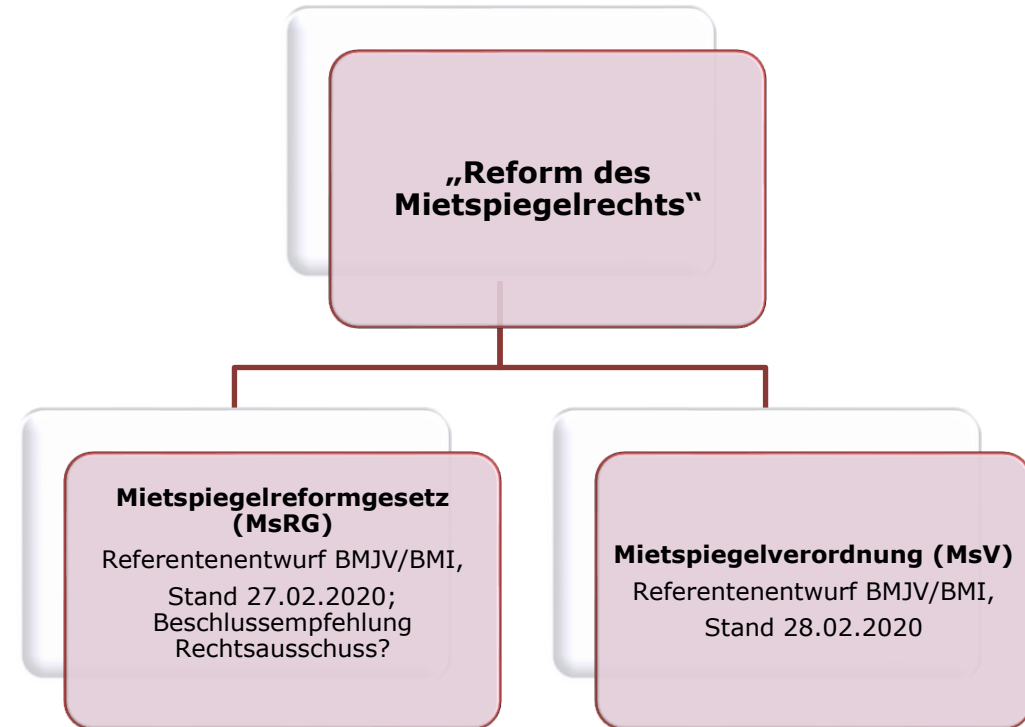 „Reform des
Mietspiegelrechts“
Mietspiegelreformgesetz
(MsRG)
Referentenentwurf BMJV/BMI,
Stand 27.02.2020;
Beschlussempfehlung
Rechtsausschuss?
Mietspiegelverordnung (MsV)
Referentenentwurf BMJV/BMI,
Stand 28.02.2020